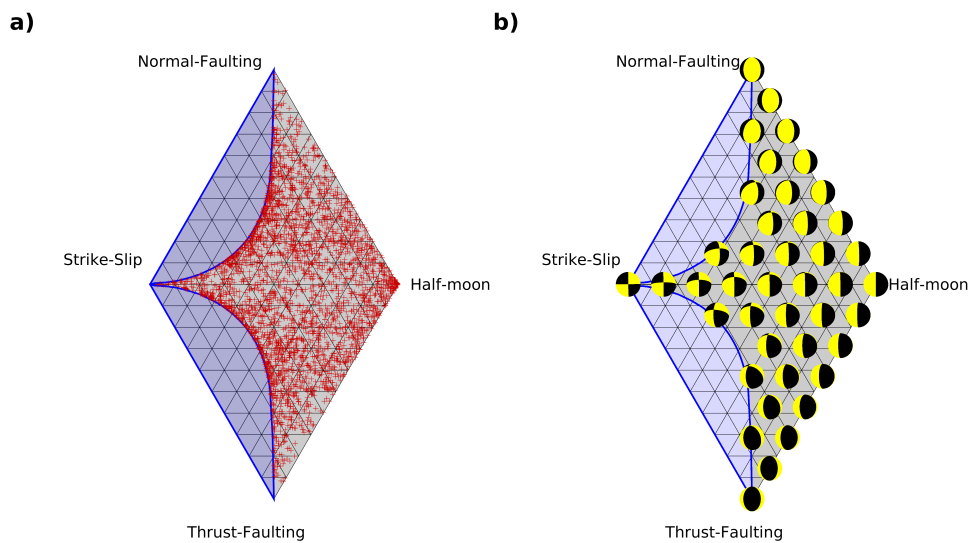 a)
Normal-Faulting
Strike-Slip
Half-moon
Thrust-Faulting
b)
Normal-Faulting
Strike-Slip
Half-moon
Thrust-Faulting